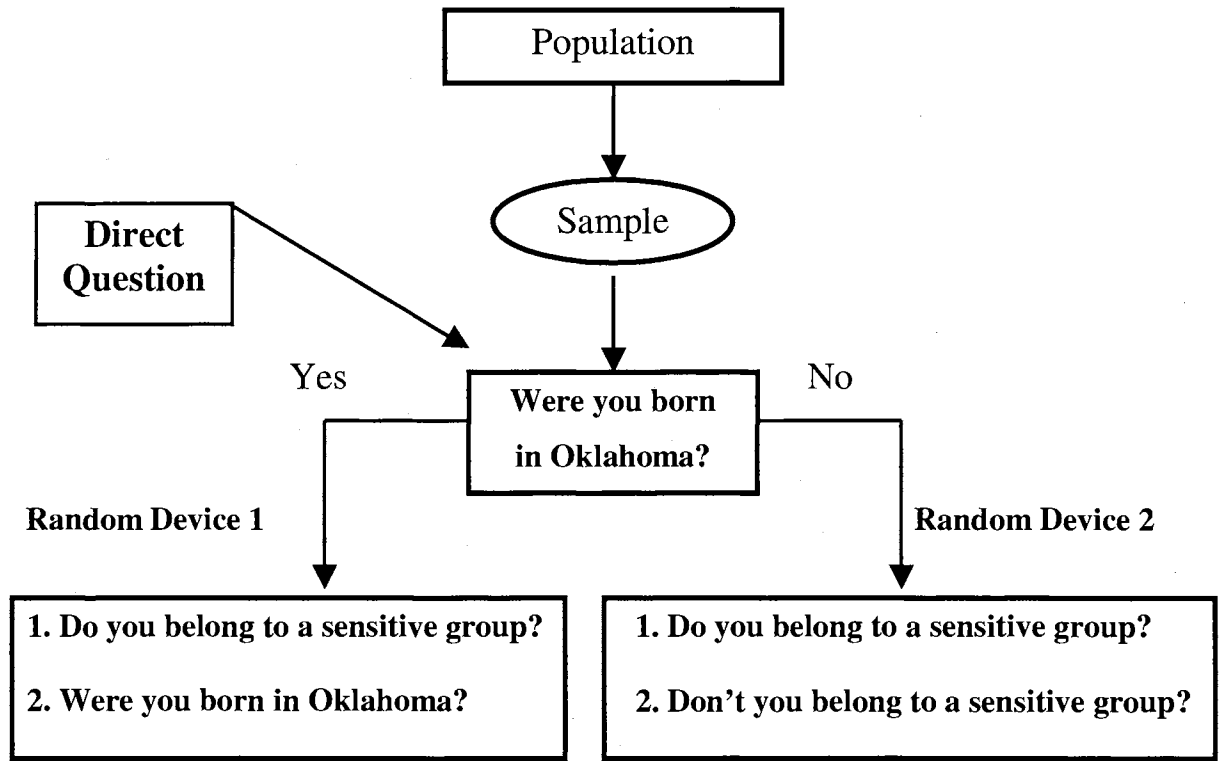 Population
Sample
Direct
Question
Yes
No
Were you born
in Oklahoma?
Random Device 1
Random Device 2
1. Do you belong to a sensitive group?
2. Were you born in Oklahoma?
1. Do you belong to a sensitive group?
2. Don't you belong to a sensitive group?